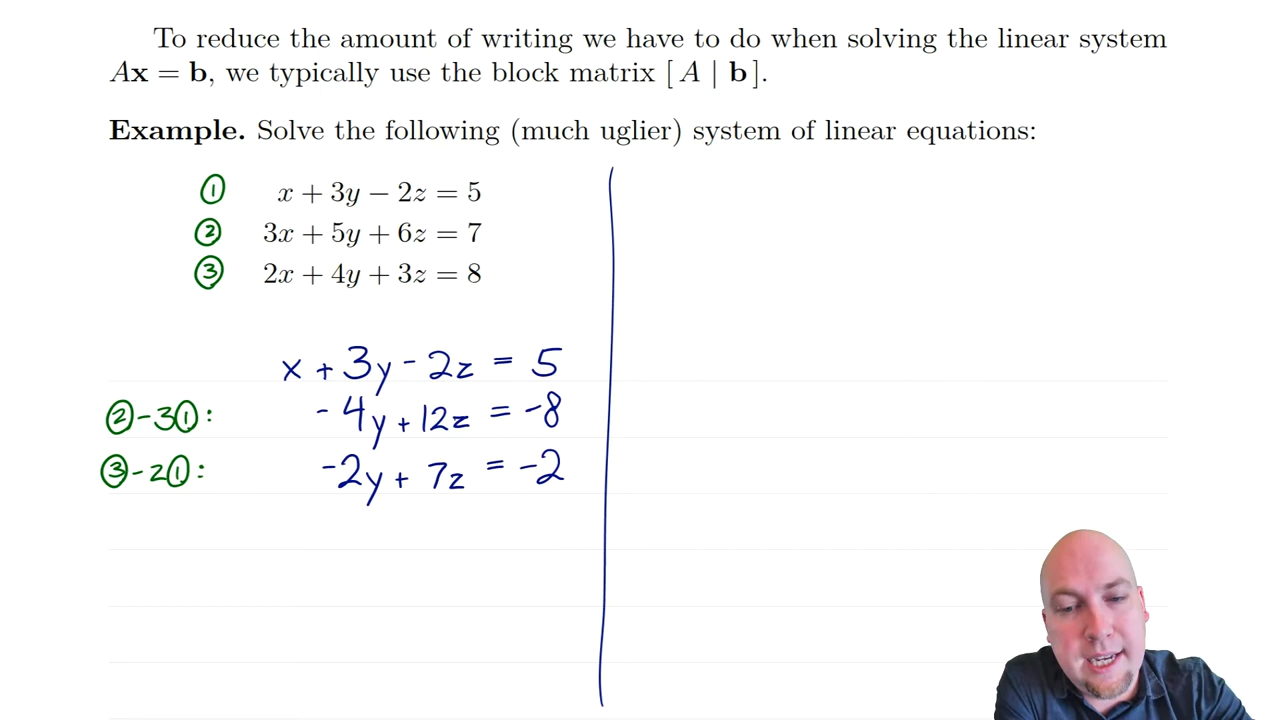 To reduce the amount of writing we have to do when solving the linear system
Ax = b, we typically use the block matrix [ A | b ].
Example. Solve the following (much uglier) system of linear equations:
① x + 3y − 2z = 5
② 3x + 5y + 6z = 7
③ 2x + 4y + 3z = 8
x + 3y - 2z = 5
②-3①: -4y + 12z = -8
③-2①: -2y + 7z = -2